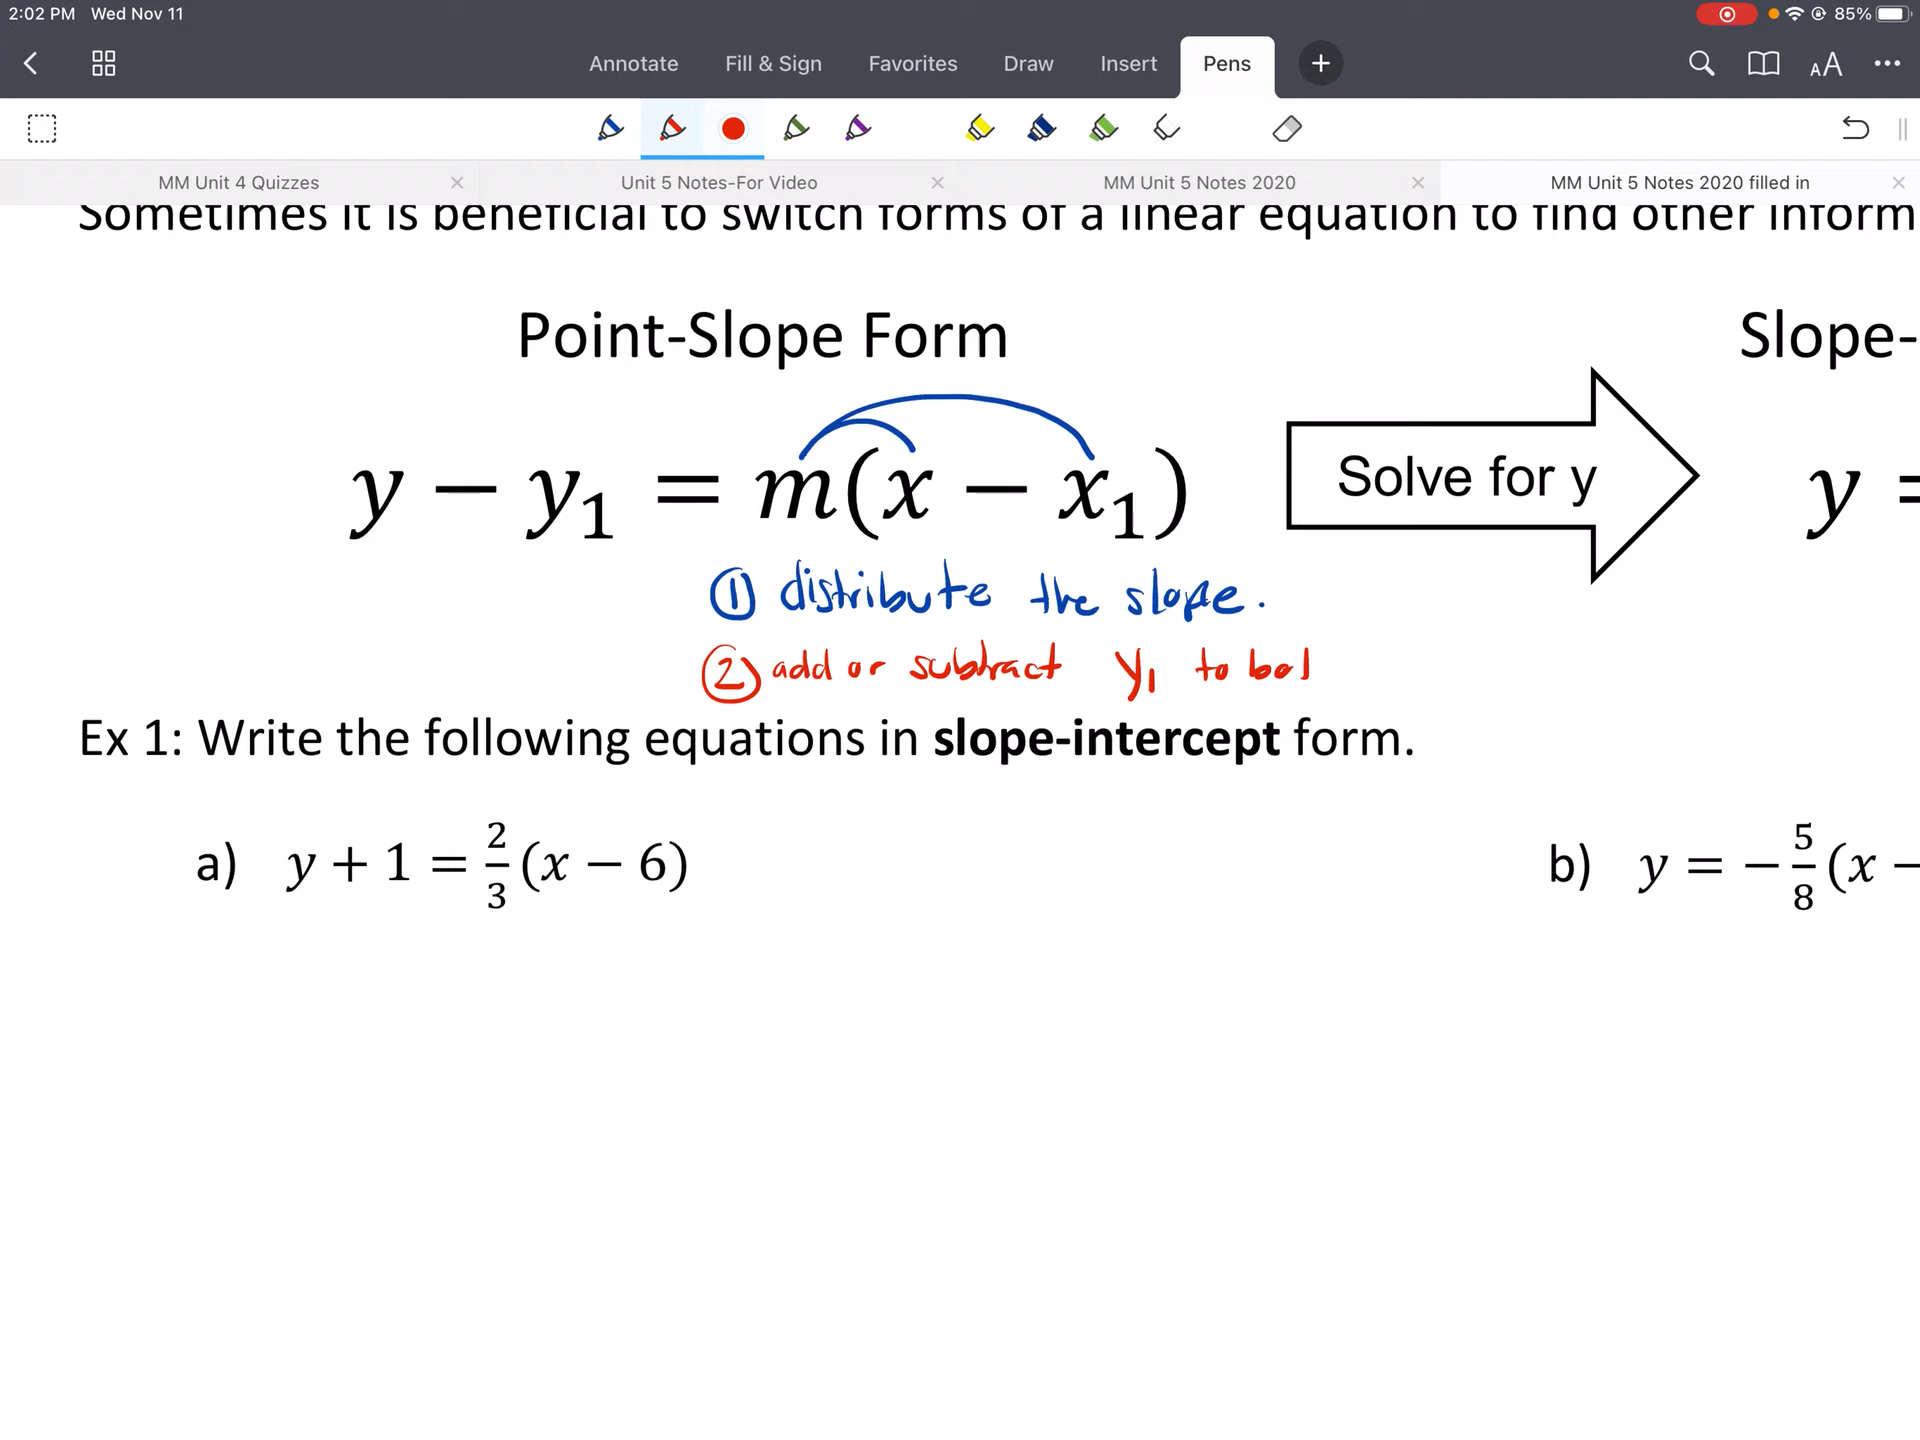 2:02 PM Wed Nov 11 85%
Annotate Fill & Sign Favorites Draw Insert Pens + AA
MM Unit 4 Quizzes × Unit 5 Notes-For Video × MM Unit 5 Notes 2020 × MM Unit 5 Notes 2020 filled in ×
Sometimes it is beneficial to switch forms of a linear equation to find other inform
Point-Slope Form Slope-
y − y₁ = m(x − x₁) Solve for y y =
① distribute the slope.
② add or subtract y₁ to bo
Ex 1: Write the following equations in slope-intercept form.
a) y + 1 = 2/3 (x − 6) b) y = − 5/8 (x −